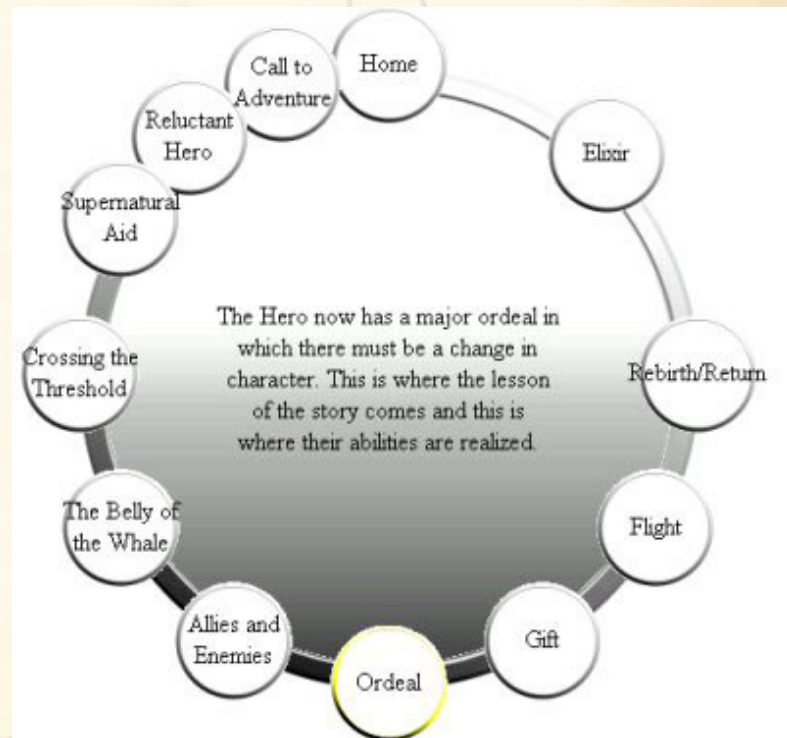 Home
Call to
Adventure
Reluctant
Hero
Supernatural
Aid
Crossing the
Threshold
The Belly of
the Whale
Allies and
Enemies
Ordeal
Gift
Flight
Rebirth/Return
Elixir
The Hero now has a major ordeal in
which there must be a change in
character. This is where the lesson
of the story comes and this is
where their abilities are realized.